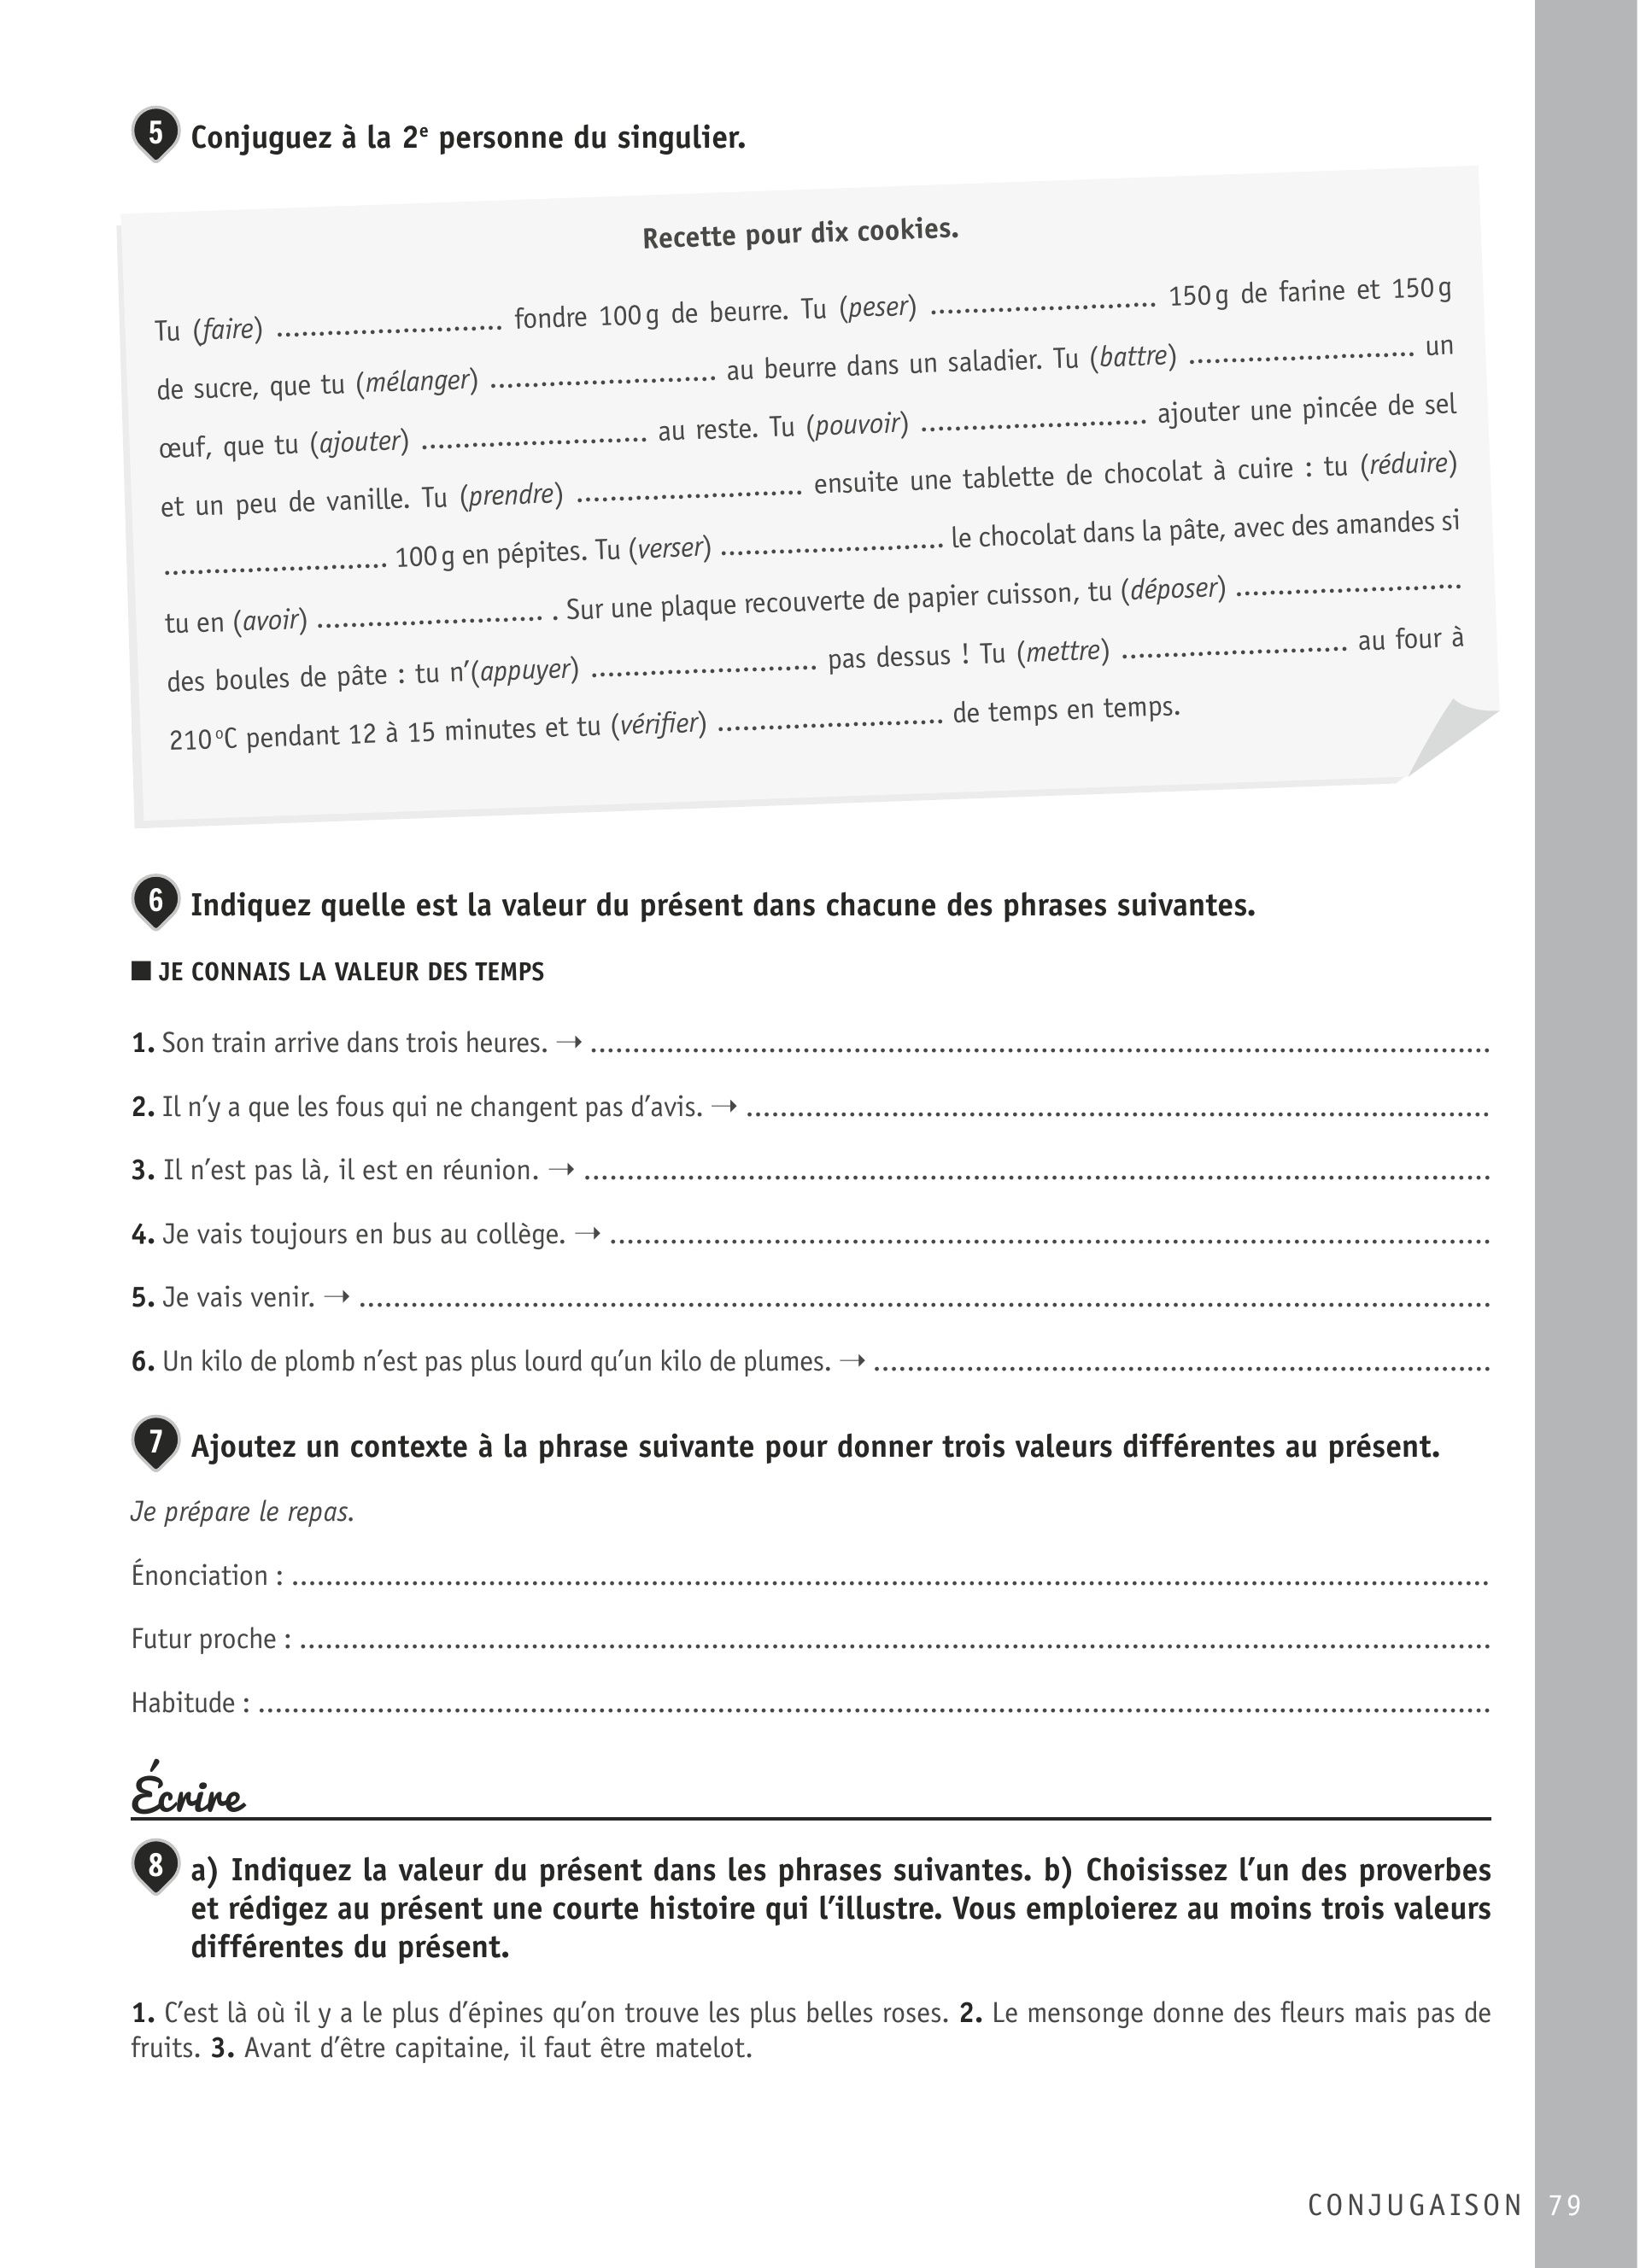 5 Conjuguez à la 2e personne du singulier.
Recette pour dix cookies.
Tu (faire) ........................... fondre 100 g de beurre. Tu (peser) ........................... 150 g de farine et 150 g
de sucre, que tu (mélanger) ........................... au beurre dans un saladier. Tu (battre) ........................... un
œuf, que tu (ajouter) ........................... au reste. Tu (pouvoir) ........................... ajouter une pincée de sel
et un peu de vanille. Tu (prendre) ........................... ensuite une tablette de chocolat à cuire : tu (réduire)
........................... 100 g en pépites. Tu (verser) ........................... le chocolat dans la pâte, avec des amandes si
tu en (avoir) ........................... . Sur une plaque recouverte de papier cuisson, tu (déposer) ...........................
des boules de pâte : tu n’(appuyer) ........................... pas dessus ! Tu (mettre) ........................... au four à
210 °C pendant 12 à 15 minutes et tu (vérifier) ........................... de temps en temps.
6 Indiquez quelle est la valeur du présent dans chacune des phrases suivantes.
■ JE CONNAIS LA VALEUR DES TEMPS
1. Son train arrive dans trois heures. → ...........................
2. Il n’y a que les fous qui ne changent pas d’avis. → ...........................
3. Il n’est pas là, il est en réunion. → ...........................
4. Je vais toujours en bus au collège. → ...........................
5. Je vais venir. → ...........................
6. Un kilo de plomb n’est pas plus lourd qu’un kilo de plumes. → ...........................
7 Ajoutez un contexte à la phrase suivante pour donner trois valeurs différentes au présent.
Je prépare le repas.
Énonciation : ...........................
Futur proche : ...........................
Habitude : ...........................
Écrire
8 a) Indiquez la valeur du présent dans les phrases suivantes. b) Choisissez l’un des proverbes
et rédigez au présent une courte histoire qui l’illustre. Vous emploierez au moins trois valeurs
différentes du présent.
1. C’est là où il y a le plus d’épines qu’on trouve les plus belles roses. 2. Le mensonge donne des fleurs mais pas de
fruits. 3. Avant d’être capitaine, il faut être matelot.
CONJUGAISON 79